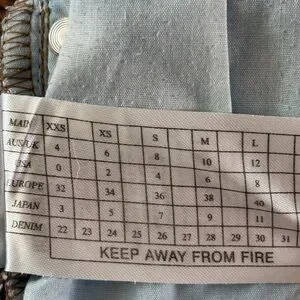 MAIN XXS XS S M L
AUS/UK 4 6 8 10 12
USA 0 2 4 6 8
EUROPE 32 34 36 38 40
JAPAN 3 5 7 9 11
DENIM 22 23 24 25 26 27 28 29 30 31
KEEP AWAY FROM FIRE